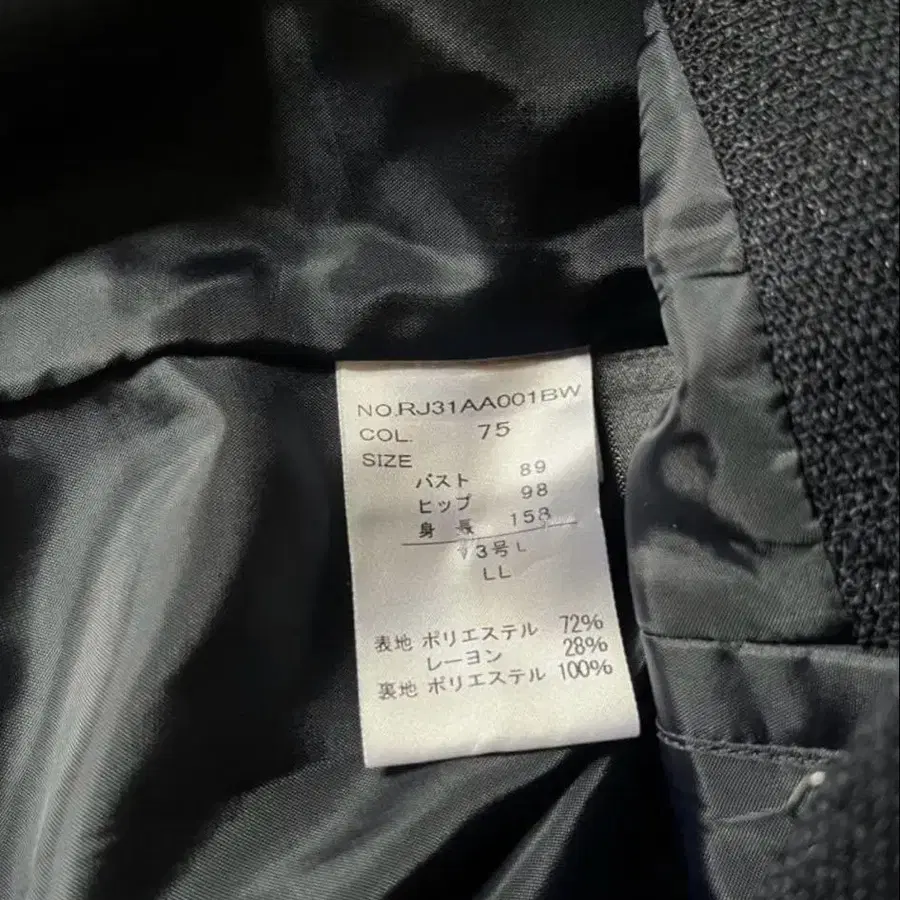 NO.RJ31AA001BW
COL. 75
SIZE
バスト 89
ヒップ 98
身長 158
13号L
LL
表地 ポリエステル 72%
レーヨン 28%
裏地 ポリエステル 100%